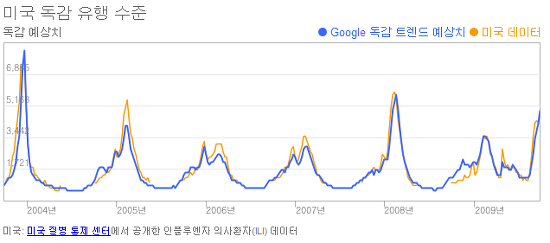 미국 독감 유행 수준
독감 예상치
● Google 독감 트렌드 예상치 ● 미국 데이터
6,885
5,163
3,442
1,721
2004년 2005년 2006년 2007년 2008년 2009년
미국: 미국 질병 통제 센터에서 공개한 인플루엔자 의사환자(ILI) 데이터